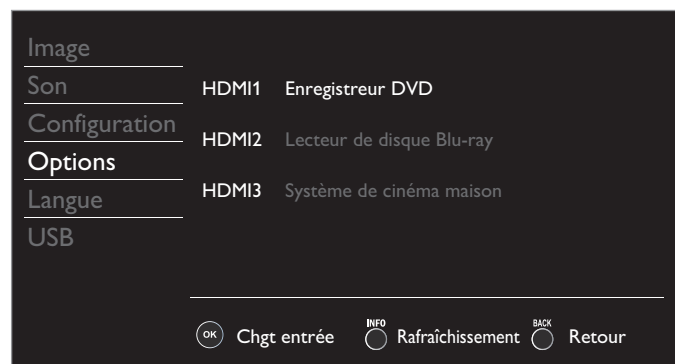 Image
Son
Configuration
Options
Langue
USB
HDMI1 Enregistreur DVD
HDMI2 Lecteur de disque Blu-ray
HDMI3 Système de cinéma maison
OK Chgt entrée INFO Rafraîchissement BACK Retour